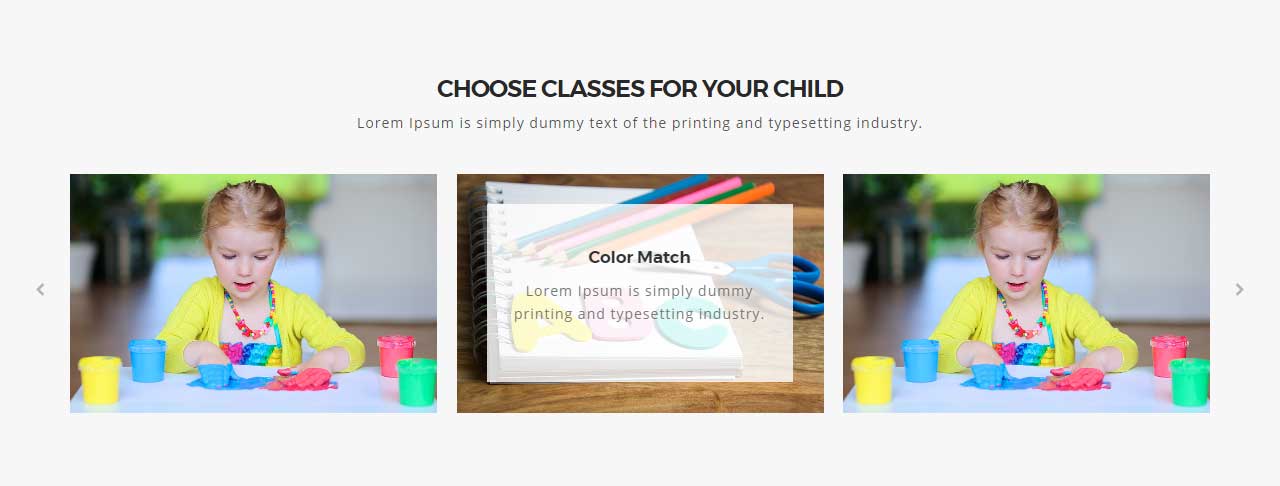 CHOOSE CLASSES FOR YOUR CHILD
Lorem Ipsum is simply dummy text of the printing and typesetting industry.
Color Match
Lorem Ipsum is simply dummy
printing and typesetting industry.
A B C